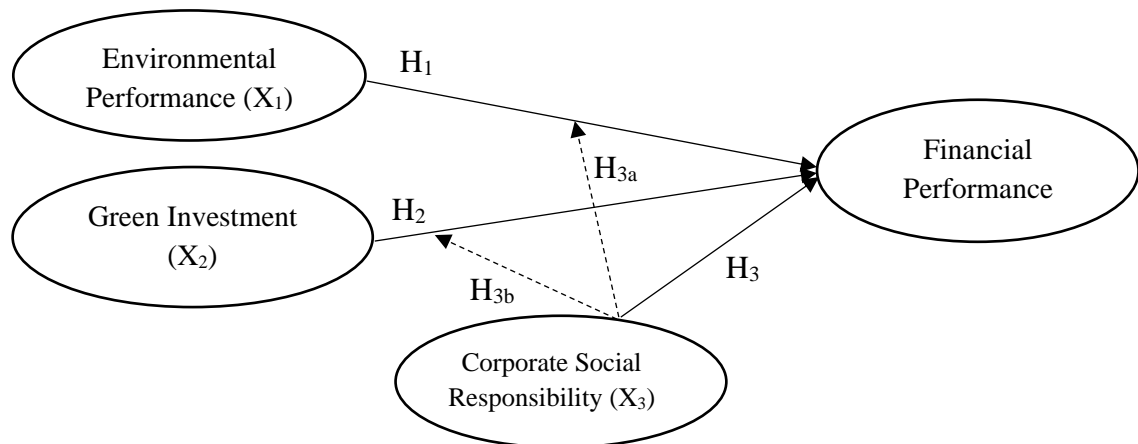 Environmental
Performance (X₁)
H₁
Financial
Performance
H₃ₐ
Green Investment
(X₂)
H₂
H₃
H₃b
Corporate Social
Responsibility (X₃)